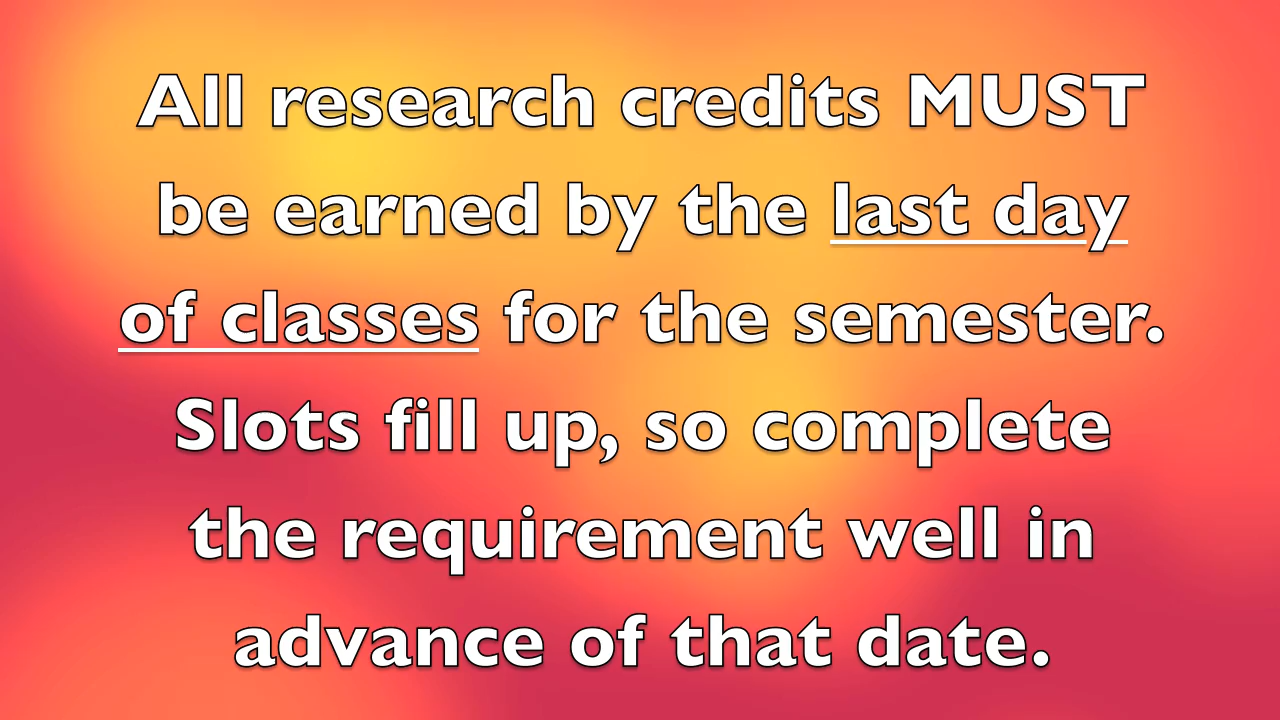 All research credits MUST
be earned by the last day
of classes for the semester.
Slots fill up, so complete
the requirement well in
advance of that date.